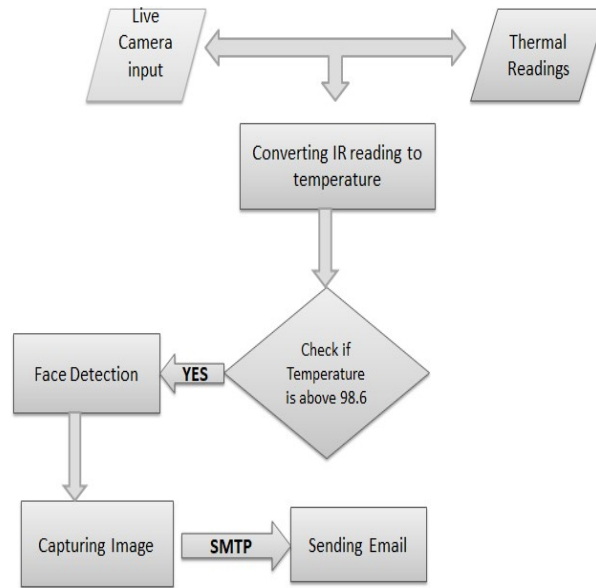 Live
Camera
input
Thermal
Readings
Converting IR reading to
temperature
Check if
Temperature
is above 98.6
YES
Face Detection
Capturing Image
SMTP
Sending Email